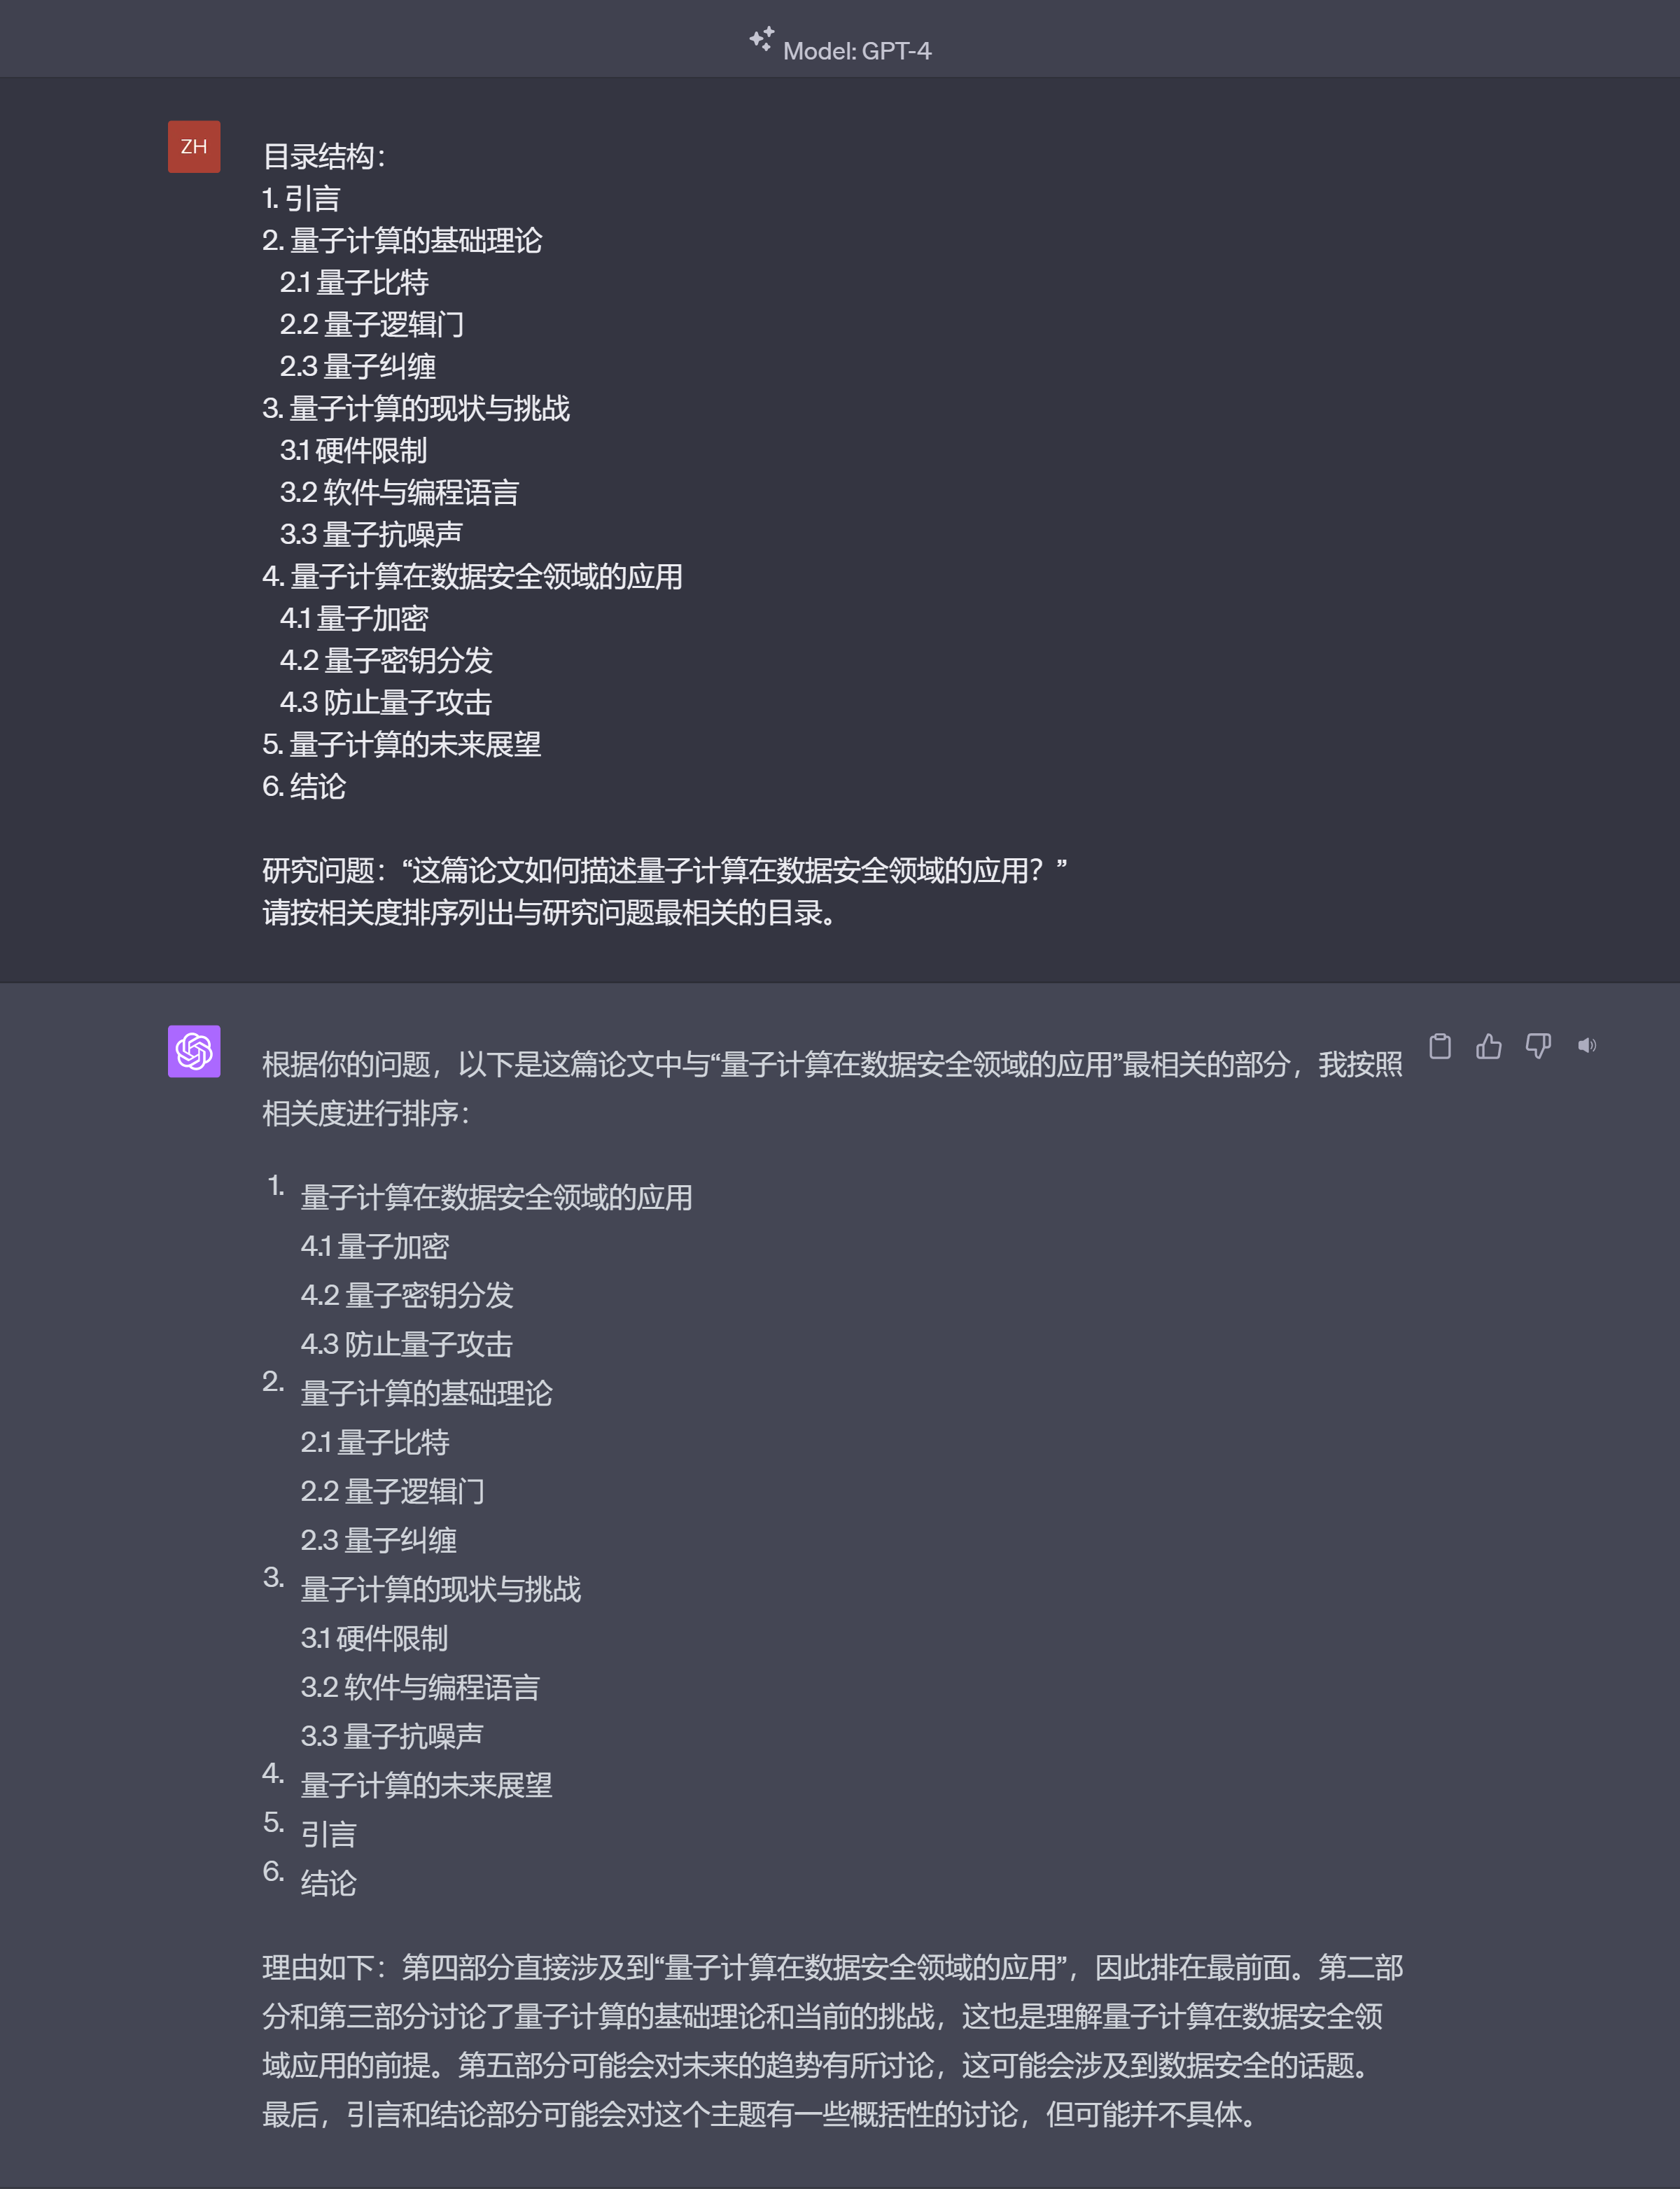 Model: GPT-4
ZH
目录结构：
1. 引言
2. 量子计算的基础理论
2.1 量子比特
2.2 量子逻辑门
2.3 量子纠缠
3. 量子计算的现状与挑战
3.1 硬件限制
3.2 软件与编程语言
3.3 量子抗噪声
4. 量子计算在数据安全领域的应用
4.1 量子加密
4.2 量子密钥分发
4.3 防止量子攻击
5. 量子计算的未来展望
6. 结论
研究问题：“这篇论文如何描述量子计算在数据安全领域的应用？”
请按相关度排序列出与研究问题最相关的目录。
根据你的问题，以下是这篇论文中与“量子计算在数据安全领域的应用”最相关的部分，我按照
相关度进行排序：
1. 量子计算在数据安全领域的应用
4.1 量子加密
4.2 量子密钥分发
4.3 防止量子攻击
2. 量子计算的基础理论
2.1 量子比特
2.2 量子逻辑门
2.3 量子纠缠
3. 量子计算的现状与挑战
3.1 硬件限制
3.2 软件与编程语言
3.3 量子抗噪声
4. 量子计算的未来展望
5. 引言
6. 结论
理由如下：第四部分直接涉及到“量子计算在数据安全领域的应用”，因此排在最前面。第二部
分和第三部分讨论了量子计算的基础理论和当前的挑战，这也是理解量子计算在数据安全领
域应用的前提。第五部分可能会对未来的趋势有所讨论，这可能会涉及到数据安全的话题。
最后，引言和结论部分可能会对这个主题有一些概括性的讨论，但可能并不具体。